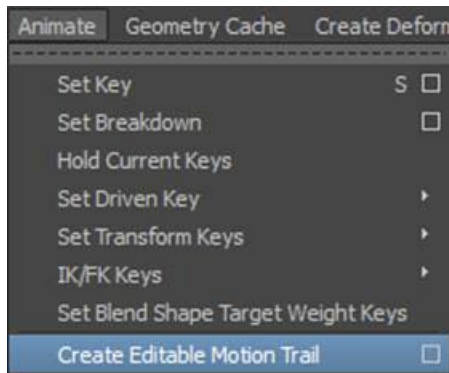 Animate Geometry Cache Create Deform
Set Key S
Set Breakdown
Hold Current Keys
Set Driven Key
Set Transform Keys
IK/FK Keys
Set Blend Shape Target Weight Keys
Create Editable Motion Trail